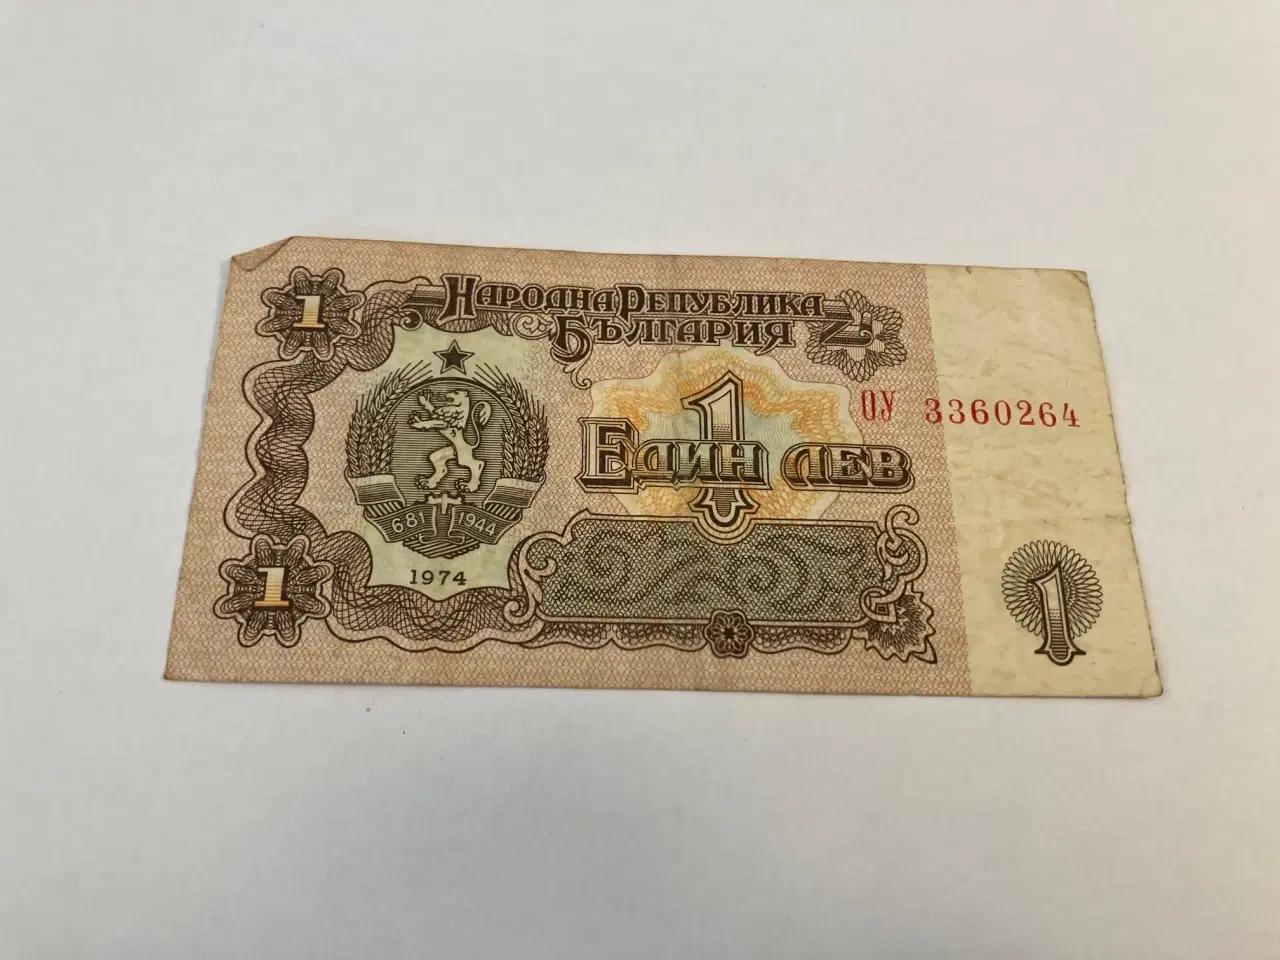 1
НАРОДНА РЕПУБЛИКА
БЪЛГАРИЯ
1
ОУ 3360264
ЕДИН ЛЕВ
681 1944
1974
1
1